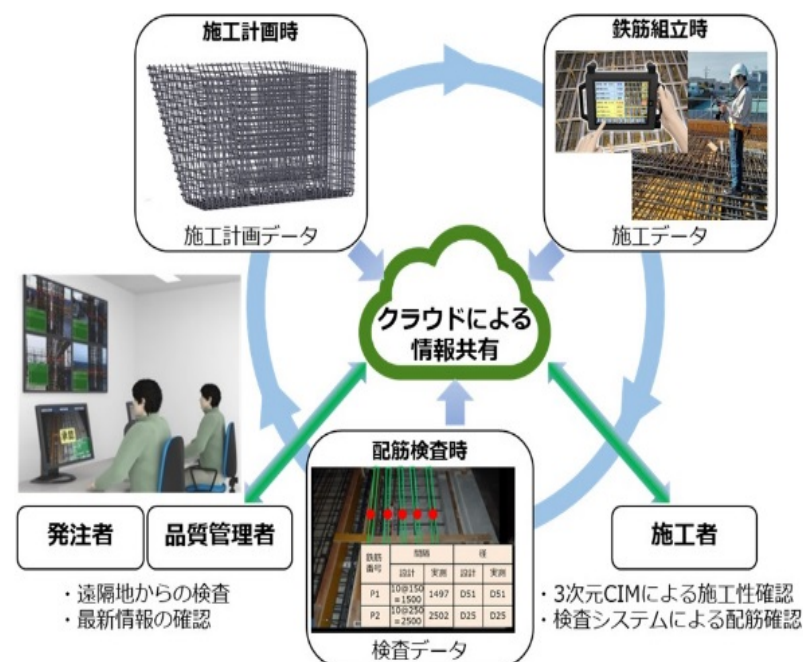 施工計画時
施工計画データ
鉄筋組立時
施工データ
クラウドによる
情報共有
配筋検査時
鉄筋
番号
間隔
径
設計
実測
設計
実測
P1
10@150
=1500
1497
D51
D51
P2
10@250
=2500
2502
D25
D25
検査データ
発注者
品質管理者
・遠隔地からの検査
・最新情報の確認
施工者
・3次元CIMによる施工性確認
・検査システムによる配筋確認